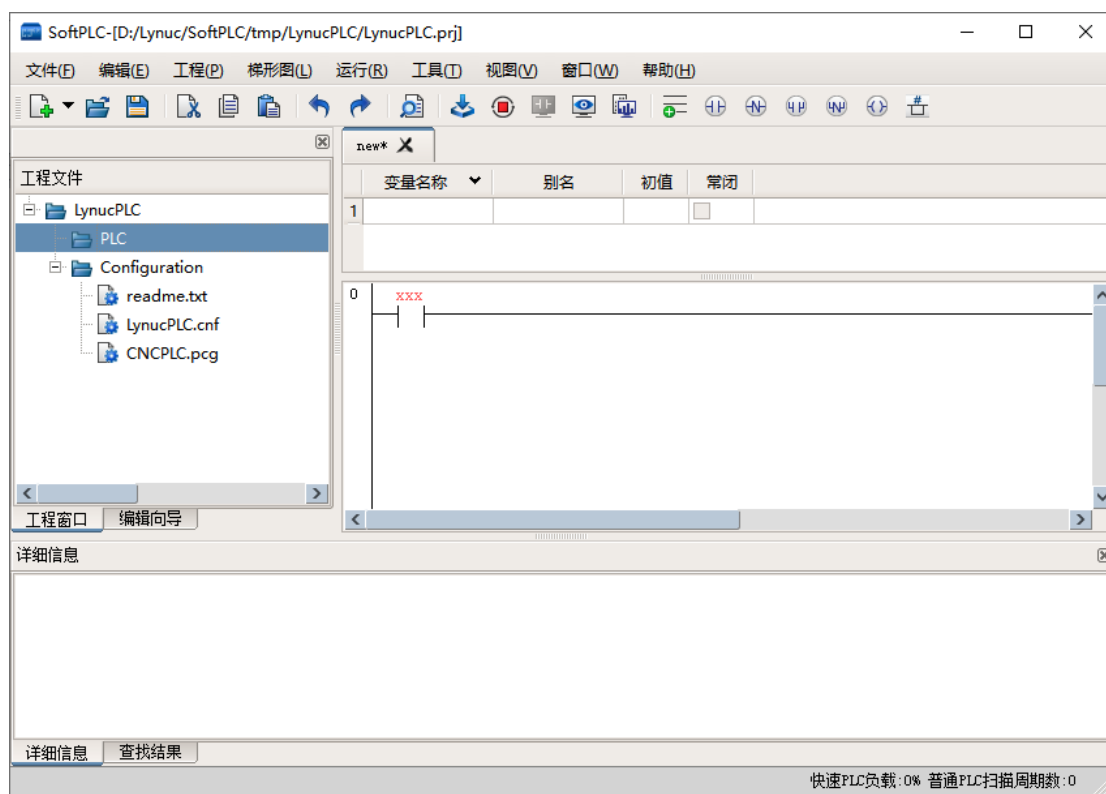 SoftPLC-[D:/Lynuc/SoftPLC/tmp/LynucPLC/LynucPLC.prj]
文件(F) 编辑(E) 工程(P) 梯形图(L) 运行(R) 工具(T) 视图(V) 窗口(W) 帮助(H)
new*
工程文件
LynucPLC
PLC
Configuration
readme.txt
LynucPLC.cnf
CNCPLC.pcg
工程窗口 编辑向导
变量名称 别名 初值 常闭
1
0 xxx
详细信息
详细信息 查找结果
快速PLC负载:0% 普通PLC扫描周期数:0